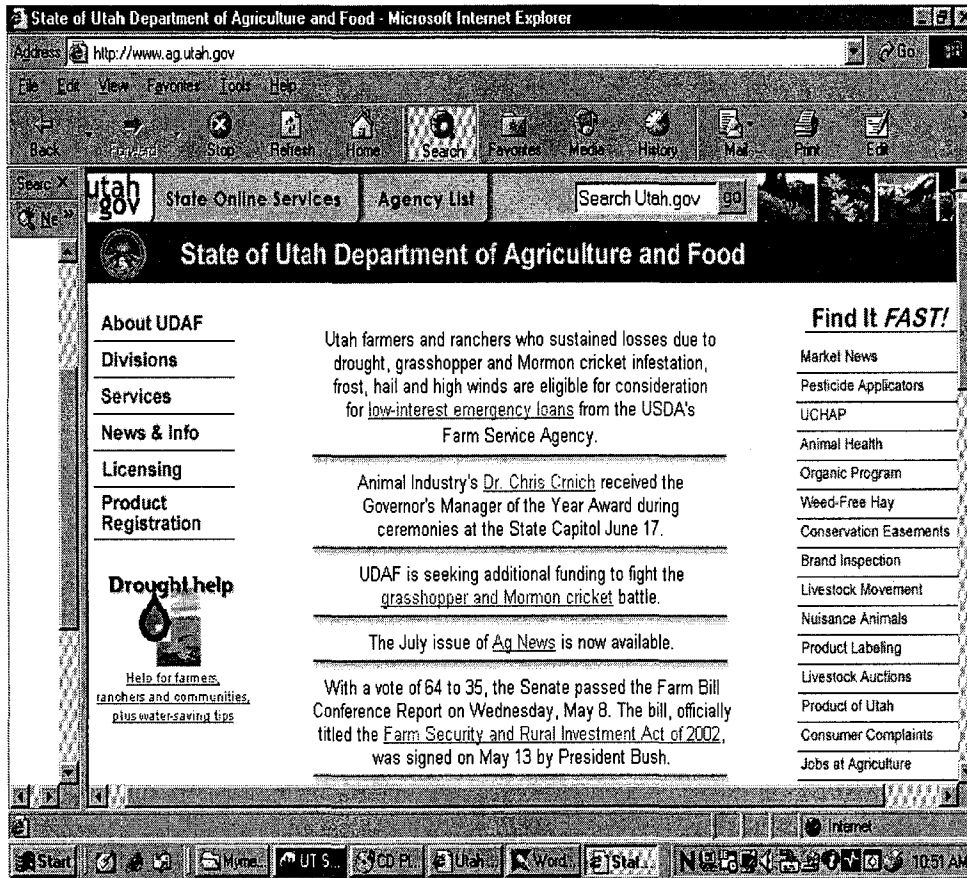 State of Utah Department of Agriculture and Food - Microsoft Internet Explorer
Address http://www.ag.utah.gov Go
File Edit View Favorites Tools Help
Back Forward Stop Refresh Home Search Favorites Media History Mail Print Edit
Searc X
Ne »
utah gov State Online Services Agency List Search Utah.gov go
State of Utah Department of Agriculture and Food
About UDAF
Divisions
Services
News & Info
Licensing
Product
Registration
Drought help
Help for farmers,
ranchers and communities,
plus water-saving tips
Utah farmers and ranchers who sustained losses due to
drought, grasshopper and Mormon cricket infestation,
frost, hail and high winds are eligible for consideration
for low-interest emergency loans from the USDA's
Farm Service Agency.
Animal Industry's Dr. Chris Crnich received the
Governor's Manager of the Year Award during
ceremonies at the State Capitol June 17.
UDAF is seeking additional funding to fight the
grasshopper and Mormon cricket battle.
The July issue of Ag News is now available.
With a vote of 64 to 35, the Senate passed the Farm Bill
Conference Report on Wednesday, May 8. The bill, officially
titled the Farm Security and Rural Investment Act of 2002,
was signed on May 13 by President Bush.
Find It FAST!
Market News
Pesticide Applicators
UCHAP
Animal Health
Organic Program
Weed-Free Hay
Conservation Easements
Brand Inspection
Livestock Movement
Nuisance Animals
Product Labeling
Livestock Auctions
Product of Utah
Consumer Complaints
Jobs at Agriculture
Internet
Start UT S... CD Pl... Utah... Word... Stat... 10:51 AM